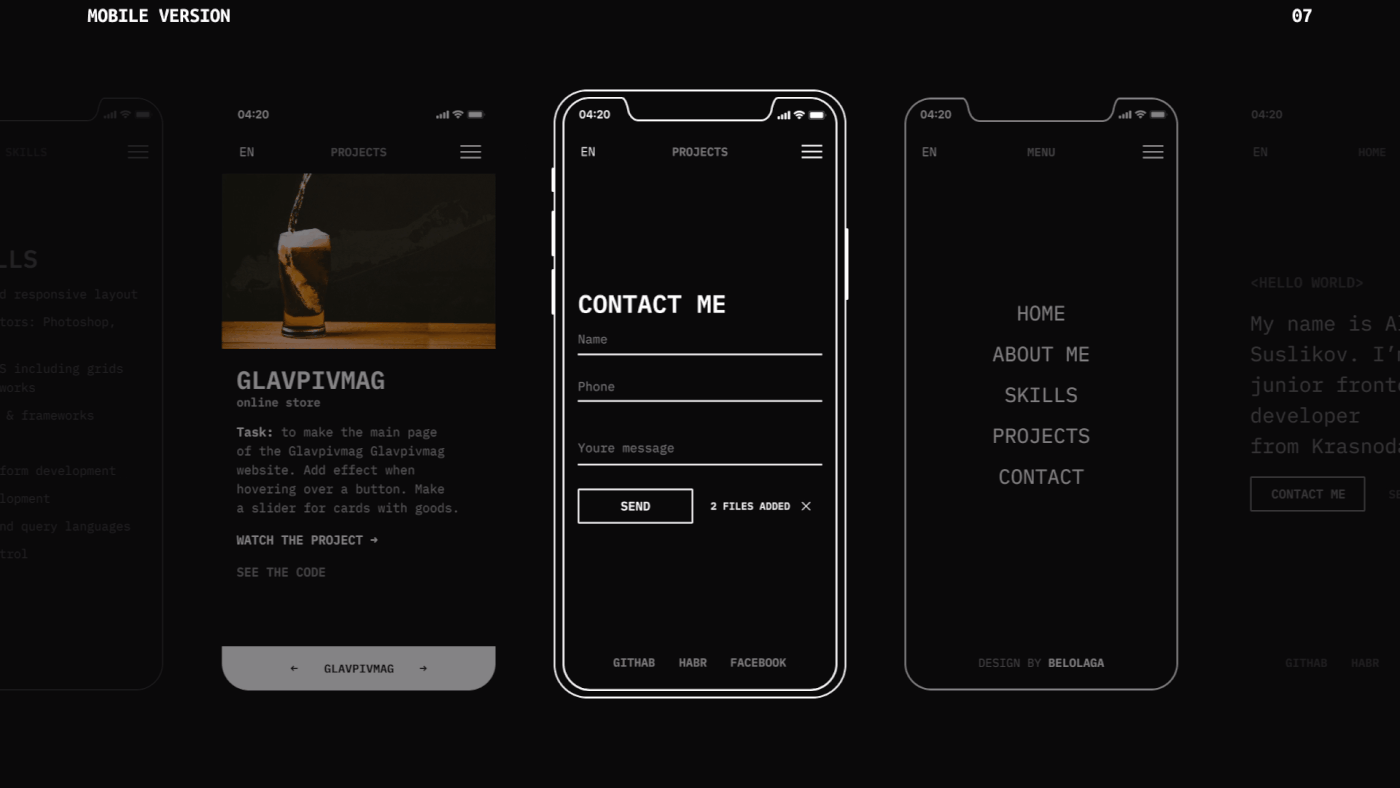 MOBILE VERSION
07
SKILLS
LLS
d responsive layout
tors: Photoshop,
S including grids
works
& frameworks
form development
lopment
nd query languages
trol
04:20
EN PROJECTS
GLAVPIVMAG
online store
Task: to make the main page
of the Glavpivmag Glavpivmag
website. Add effect when
hovering over a button. Make
a slider for cards with goods.
WATCH THE PROJECT →
SEE THE CODE
← GLAVPIVMAG →
04:20
EN PROJECTS
CONTACT ME
Name
Phone
Youre message
SEND 2 FILES ADDED ×
GITHAB HABR FACEBOOK
04:20
EN MENU
HOME
ABOUT ME
SKILLS
PROJECTS
CONTACT
DESIGN BY BELOLAGA
04:20
EN HOME
<HELLO WORLD>
My name is Al
Suslikov. I’m
junior fronte
developer
from Krasnoda
CONTACT ME SE
GITHAB HABR